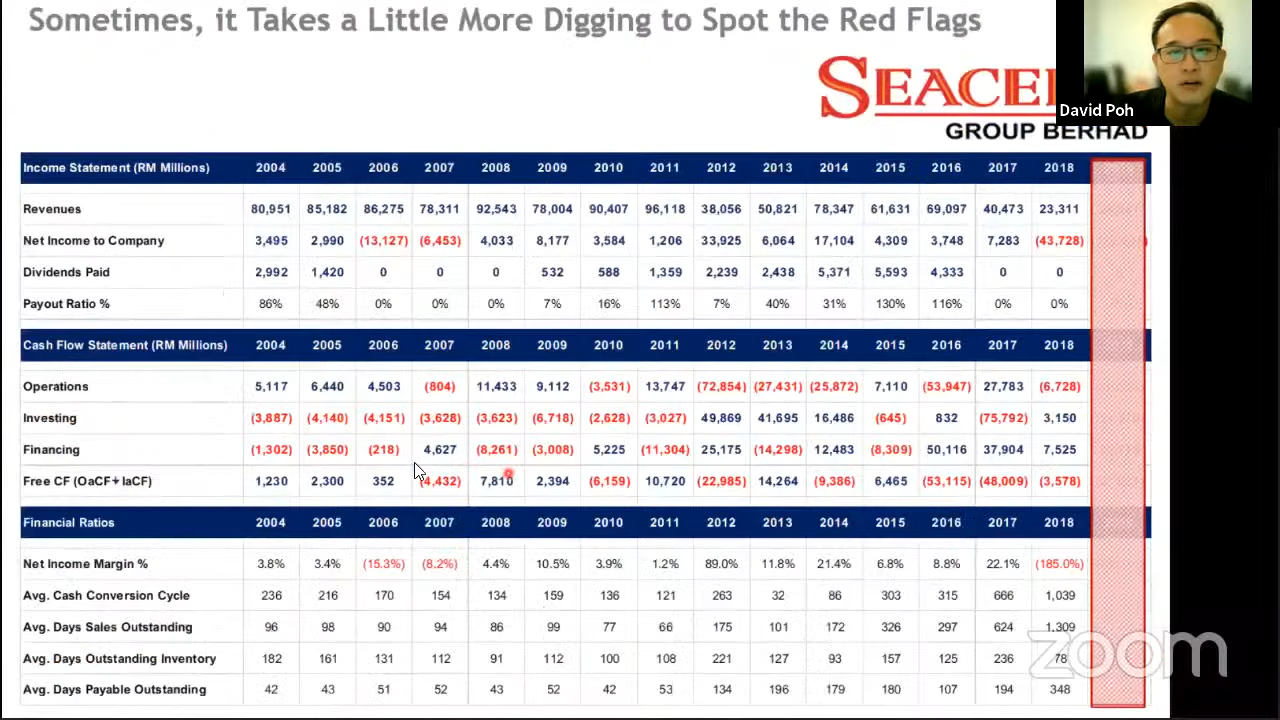 Sometimes, it Takes a Little More Digging to Spot the Red Flags
David Poh
GROUP BERHAD
Income Statement (RM Millions) 2004 2005 2006 2007 2008 2009 2010 2011 2012 2013 2014 2015 2016 2017 2018
Revenues 80,951 85,182 86,275 78,311 92,543 78,004 90,407 96,118 38,056 50,821 78,347 61,631 69,097 40,473 23,311
Net Income to Company 3,495 2,990 (13,127) (6,453) 4,033 8,177 3,584 1,206 33,925 6,064 17,104 4,309 3,748 7,283 (43,728)
Dividends Paid 2,992 1,420 0 0 0 532 588 1,359 2,239 2,438 5,371 5,593 4,333 0 0
Payout Ratio % 86% 48% 0% 0% 0% 7% 16% 113% 7% 40% 31% 130% 116% 0% 0%
Cash Flow Statement (RM Millions) 2004 2005 2006 2007 2008 2009 2010 2011 2012 2013 2014 2015 2016 2017 2018
Operations 5,117 6,440 4,503 (804) 11,433 9,112 (3,531) 13,747 (72,854) (27,431) (25,872) 7,110 (53,947) 27,783 (6,728)
Investing (3,887) (4,140) (4,151) (3,628) (3,623) (6,718) (2,628) (3,027) 49,869 41,695 16,486 (645) 832 (75,792) 3,150
Financing (1,302) (3,850) (218) 4,627 (8,261) (3,008) 5,225 (11,304) 25,175 (14,298) 12,483 (8,309) 50,116 37,904 7,525
Free CF (OaCF+ IaCF) 1,230 2,300 352 (4,432) 7,810 2,394 (6,159) 10,720 (22,985) 14,264 (9,386) 6,465 (53,115) (48,009) (3,578)
Financial Ratios 2004 2005 2006 2007 2008 2009 2010 2011 2012 2013 2014 2015 2016 2017 2018
Net Income Margin % 3.8% 3.4% (15.3%) (8.2%) 4.4% 10.5% 3.9% 1.2% 89.0% 11.8% 21.4% 6.8% 8.8% 22.1% (185.0%)
Avg. Cash Conversion Cycle 236 216 170 154 134 159 136 121 263 32 86 303 315 666 1,039
Avg. Days Sales Outstanding 96 98 90 94 86 99 77 66 175 101 172 326 297 624 1,309
Avg. Days Outstanding Inventory 182 161 131 112 91 112 100 108 221 127 93 157 125 236 78
Avg. Days Payable Outstanding 42 43 51 52 43 52 42 53 134 196 179 180 107 194 348
zoom